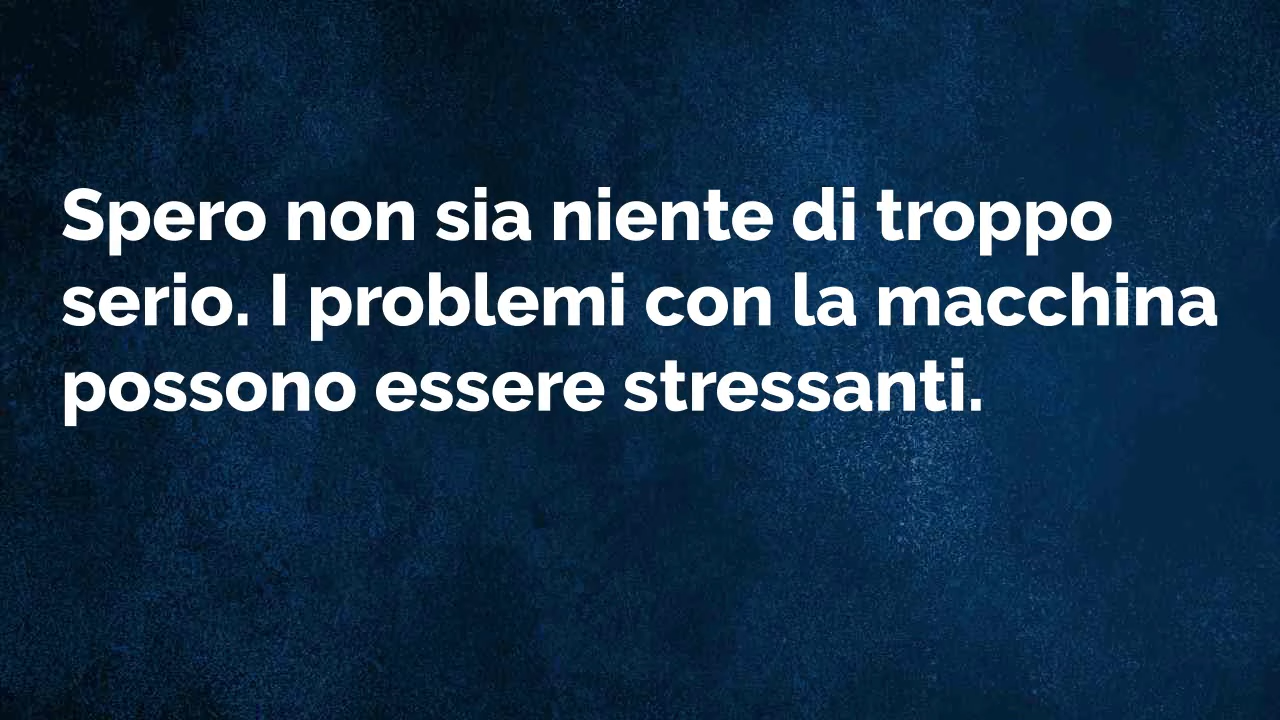 Spero non sia niente di troppo
serio. I problemi con la macchina
possono essere stressanti.